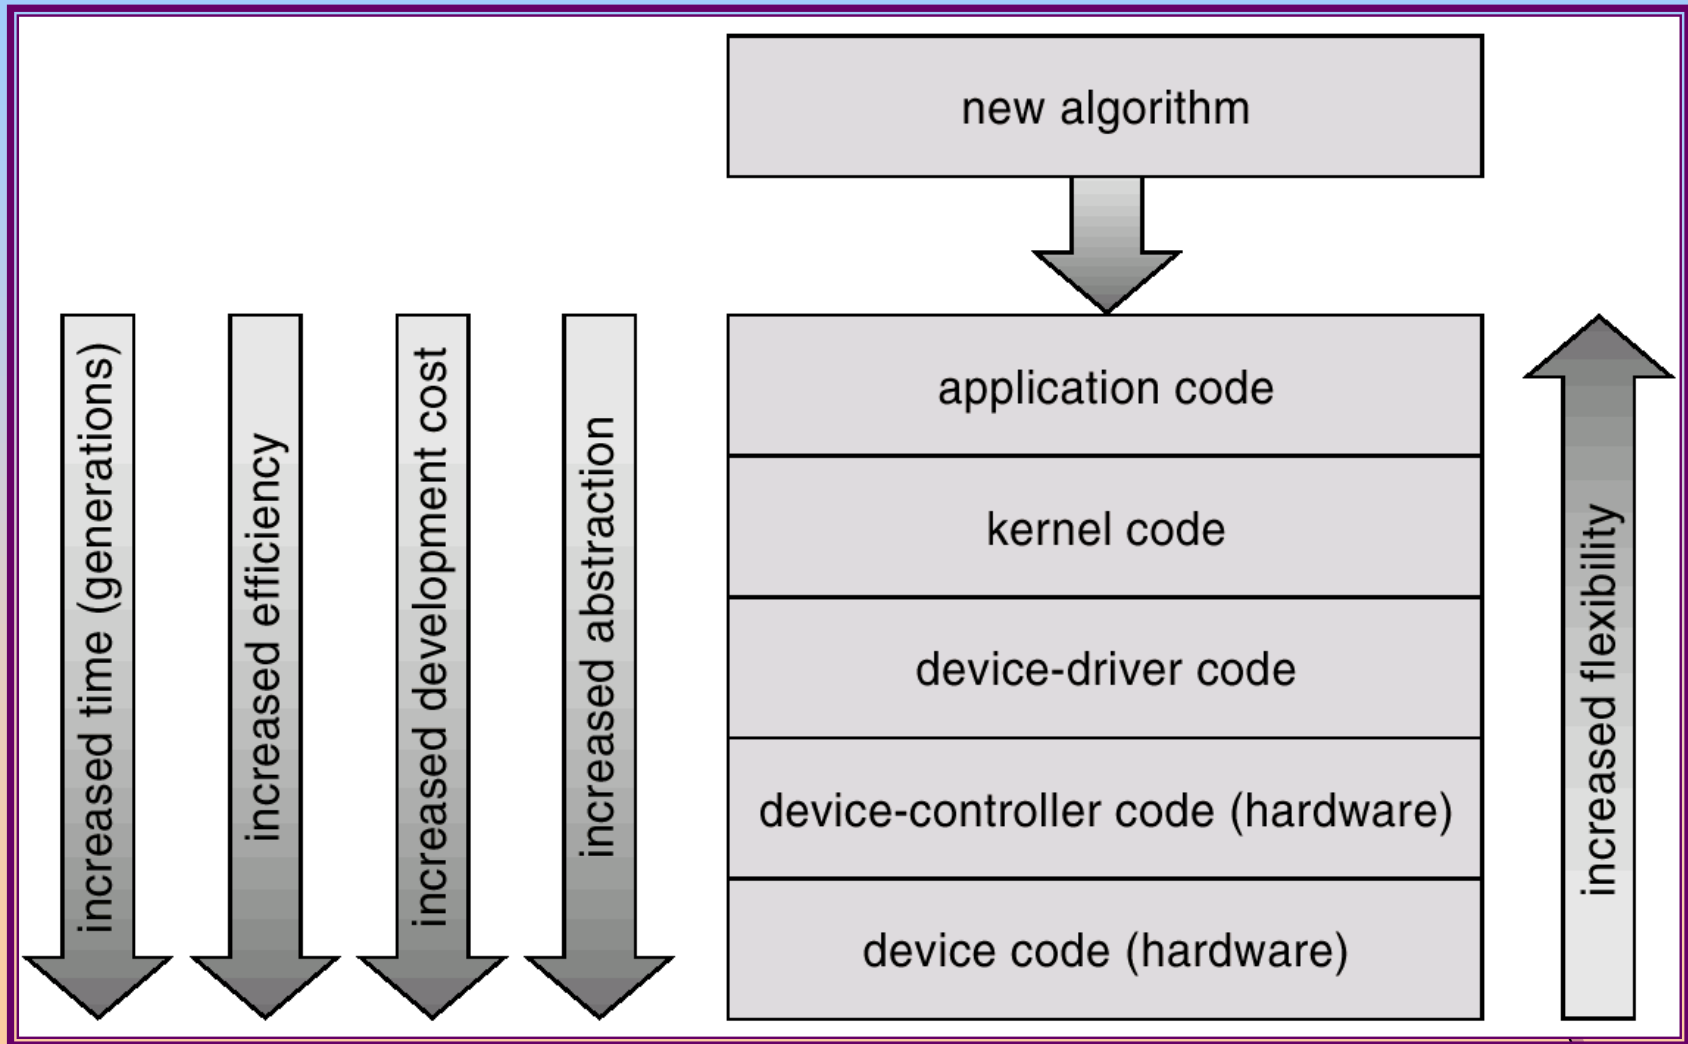 new algorithm
increased time (generations)
increased efficiency
increased development cost
increased abstraction
application code
kernel code
device-driver code
device-controller code (hardware)
device code (hardware)
increased flexibility